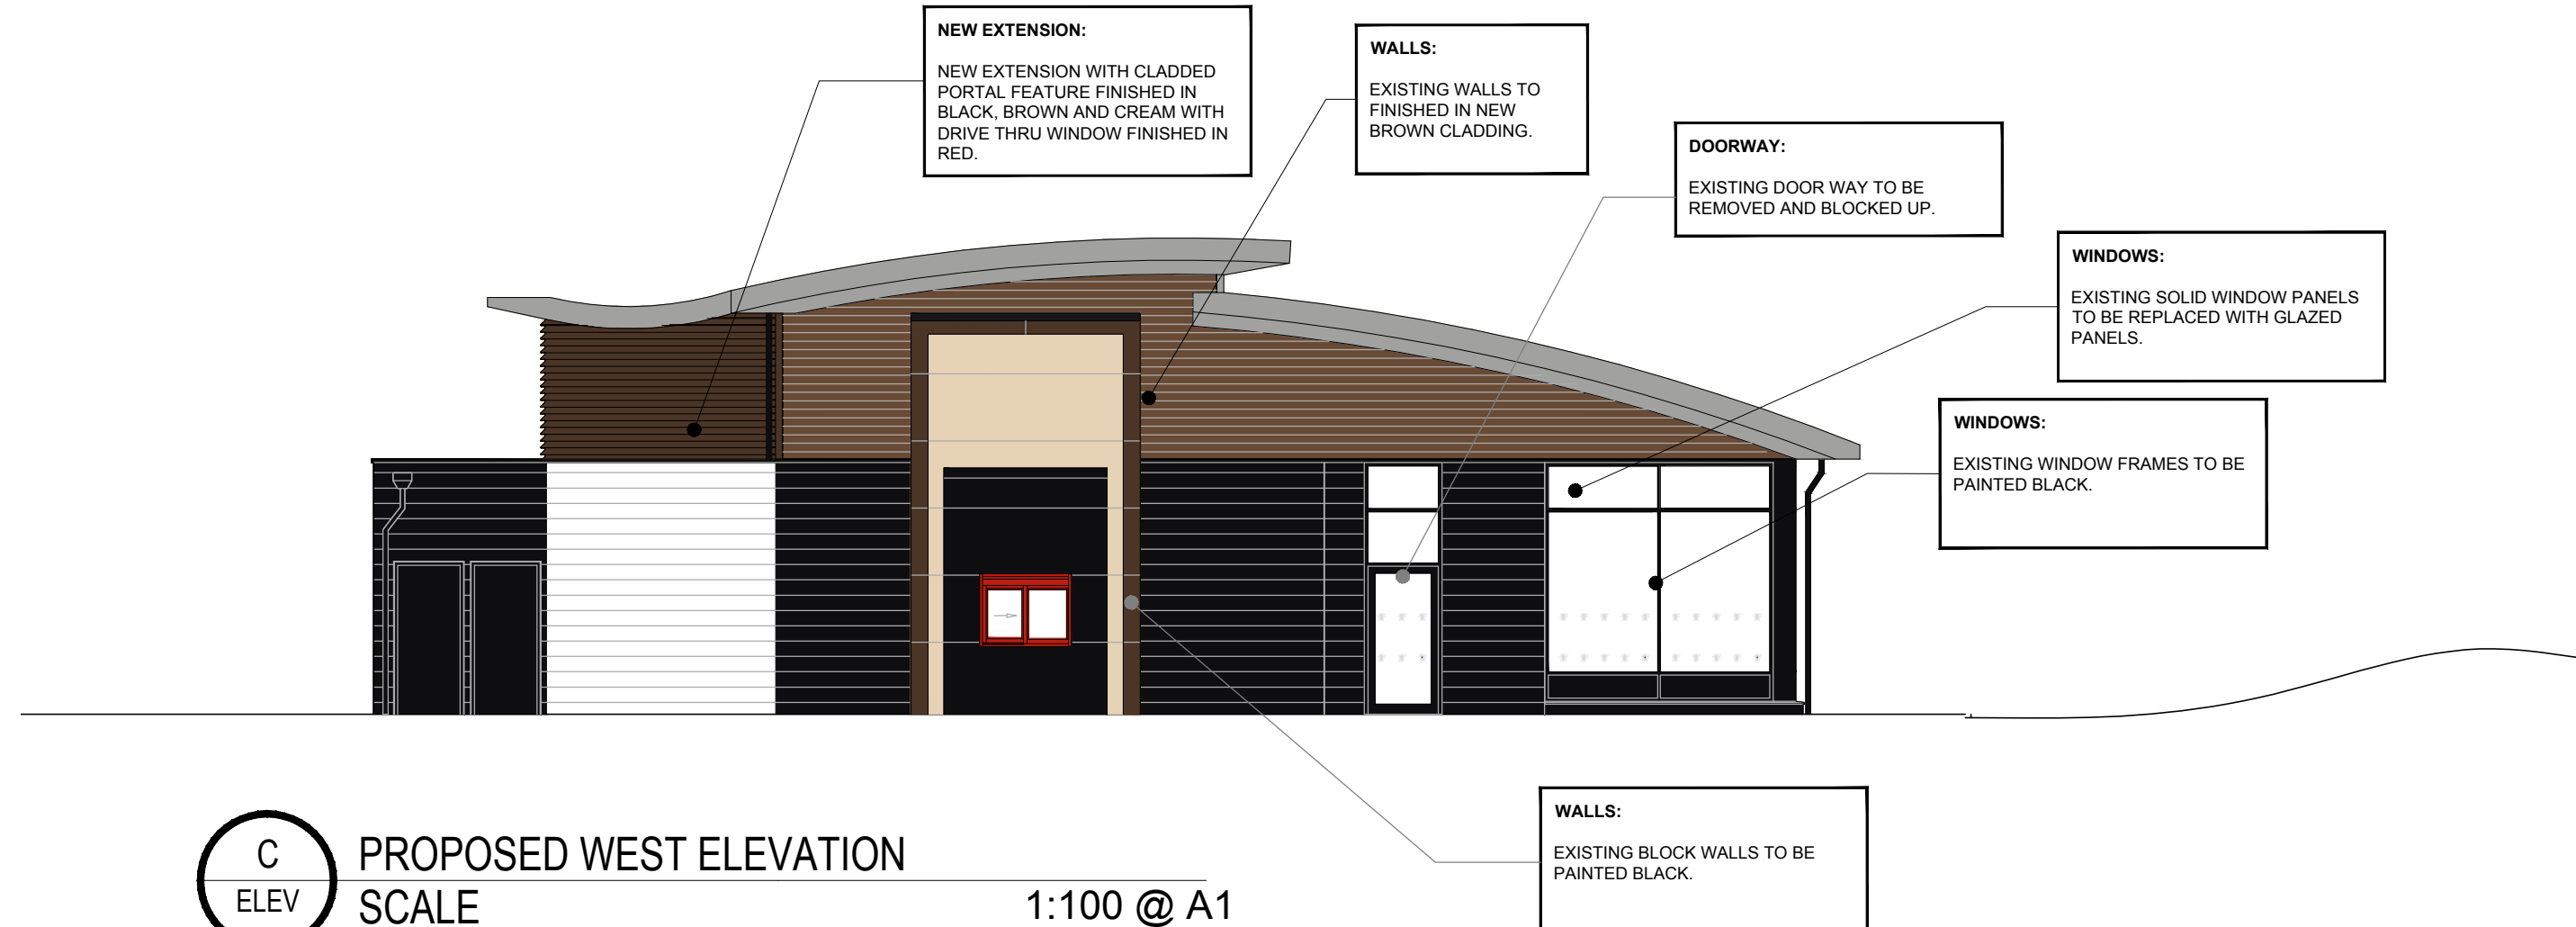 NEW EXTENSION:
NEW EXTENSION WITH CLADDED
PORTAL FEATURE FINISHED IN
BLACK, BROWN AND CREAM WITH
DRIVE THRU WINDOW FINISHED IN
RED.
WALLS:
EXISTING WALLS TO
FINISHED IN NEW
BROWN CLADDING.
DOORWAY:
EXISTING DOOR WAY TO BE
REMOVED AND BLOCKED UP.
WINDOWS:
EXISTING SOLID WINDOW PANELS
TO BE REPLACED WITH GLAZED
PANELS.
WINDOWS:
EXISTING WINDOW FRAMES TO BE
PAINTED BLACK.
WALLS:
EXISTING BLOCK WALLS TO BE
PAINTED BLACK.
C
ELEV
PROPOSED WEST ELEVATION
SCALE 1:100 @ A1